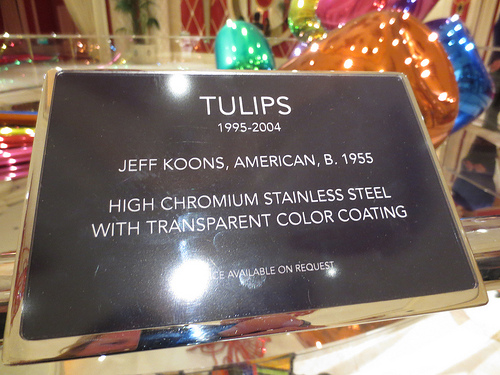 TULIPS
1995-2004
JEFF KOONS, AMERICAN, B. 1955
HIGH CHROMIUM STAINLESS STEEL
WITH TRANSPARENT COLOR COATING
AVAILABLE ON REQUEST